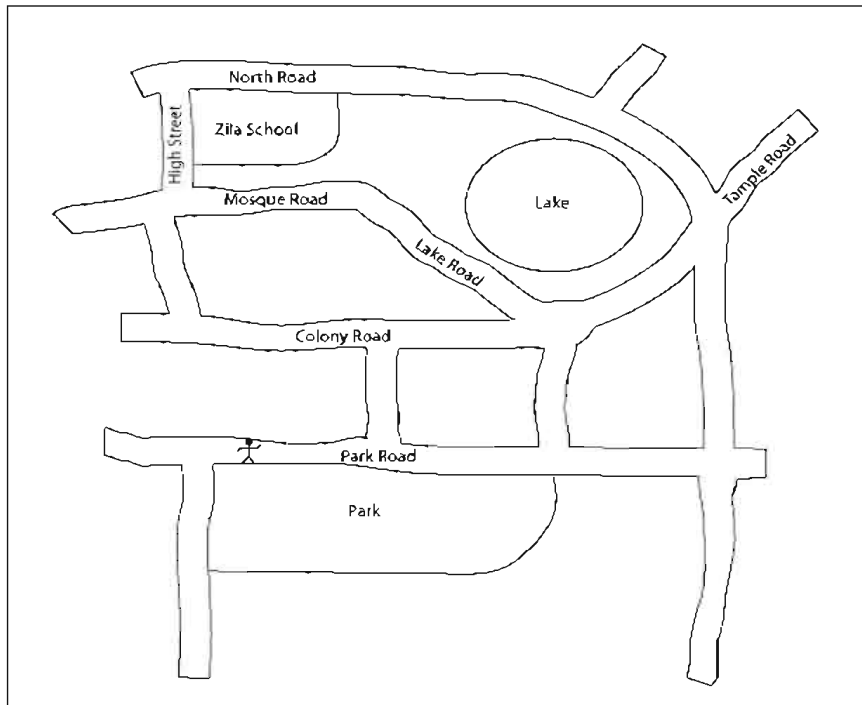 North Road
High Street
Zila School
Tample Road
Mosque Road
Lake
Lake Road
Colony Road
Park Road
Park